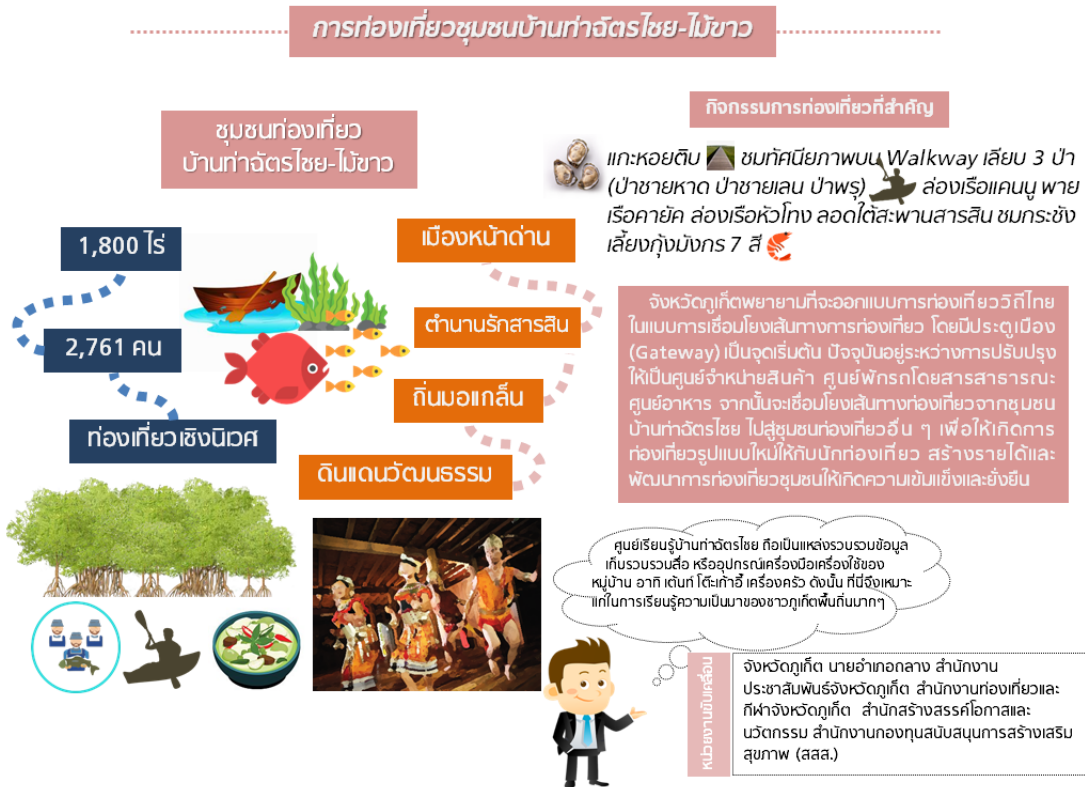 การท่องเที่ยวชุมชนบ้านท่าฉัตรไชย-ไม้ขาว
ชุมชนท่องเที่ยว
บ้านท่าฉัตรไชย-ไม้ขาว
1,800 ไร่
2,761 คน
ท่องเที่ยวเชิงนิเวศ
เมืองหน้าด่าน
ตำนานรักสารสิน
ถิ่นมอแกล็น
ดินแดนวัฒนธรรม
กิจกรรมการท่องเที่ยวที่สำคัญ
แกะหอยติบ ชมทัศนียภาพบน Walkway เลียบ 3 ป่า
(ป่าชายหาด ป่าชายเลน ป่าพรุ) ล่องเรือแคนนู พาย
เรือคายัค ล่องเรือหัวโทง ลอดใต้สะพานสารสิน ชมกระชัง
เลี้ยงกุ้งมังกร 7 สี
จังหวัดภูเก็ตพยายามที่จะออกแบบการท่องเที่ยววิถีไทย
ในแบบการเชื่อมโยงเส้นทางการท่องเที่ยว โดยมีประตูเมือง
(Gateway) เป็นจุดเริ่มต้น ปัจจุบันอยู่ระหว่างการปรับปรุง
ให้เป็นศูนย์จำหน่ายสินค้า ศูนย์พักรถโดยสารสาธารณะ
ศูนย์อาหาร จากนั้นจะเชื่อมโยงเส้นทางท่องเที่ยวจากชุมชน
บ้านท่าฉัตรไชย ไปสู่ชุมชนท่องเที่ยวอื่น ๆ เพื่อให้เกิดการ
ท่องเที่ยวรูปแบบใหม่ให้กับนักท่องเที่ยว สร้างรายได้และ
พัฒนาการท่องเที่ยวชุมชนให้เกิดความเข้มแข็งและยั่งยืน
ศูนย์เรียนรู้บ้านท่าฉัตรไชย ถือเป็นแหล่งรวบรวมข้อมูล
เก็บรวบรวมสื่อ หรืออุปกรณ์เครื่องมือเครื่องใช้ของ
หมู่บ้าน อาทิ เต้นท์ โต๊ะเก้าอี้ เครื่องครัว ดังนั้น ที่นี่จึงเหมาะ
แก่ในการเรียนรู้ความเป็นมาของชาวภูเก็ตพื้นถิ่นมากๆ
หน่วยงานขับเคลื่อน
จังหวัดภูเก็ต นายอำเภอถลาง สำนักงาน
ประชาสัมพันธ์จังหวัดภูเก็ต สำนักงานท่องเที่ยวและ
กีฬาจังหวัดภูเก็ต สำนักสร้างสรรค์โอกาสและ
นวัตกรรม สำนักงานกองทุนสนับสนุนการสร้างเสริม
สุขภาพ (สสส.)